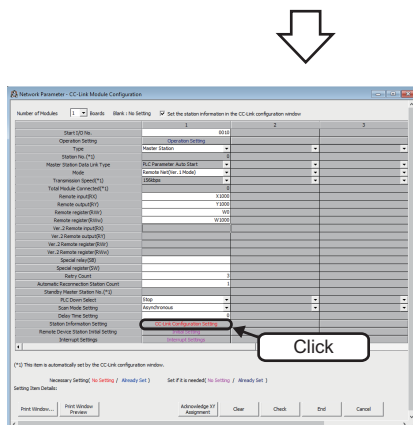 Network Parameter - CC-Link Module Configuration
Number of Modules 1 Boards Blank : No Setting Set the station information in the CC-Link configuration window
1 2 3
Start I/O No. 0010
Operation Setting Operation Setting
Type Master Station
Station No.(*1) 0
Master Station Data Link Type PLC Parameter Auto Start
Mode Remote Net(Ver.1 Mode)
Transmission Speed(*1) 156kbps
Total Module Connected(*1) 0
Remote input(RX) X1000
Remote output(RY) Y1000
Remote register(RWr) W0
Remote register(RWw) W1000
Ver.2 Remote input(RX)
Ver.2 Remote output(RY)
Ver.2 Remote register(RWr)
Ver.2 Remote register(RWw)
Special relay(SB)
Special register(SW)
Retry Count 3
Automatic Reconnection Station Count 1
Standby Master Station No.(*1)
PLC Down Select Stop
Scan Mode Setting Asynchronous
Delay Time Setting 0
Station Information Setting CC-Link Configuration Setting
Remote Device Station Initial Setting Initial Setting
Interrupt Settings Interrupt Settings
Click
(*1) This item is automatically set by the CC-Link configuration window.
Necessary Setting( No Setting / Already Set ) Set if it is needed( No Setting / Already Set )
Setting Item Details:
Print Window... Print Window Preview Acknowledge XY Assignment Clear Check End Cancel